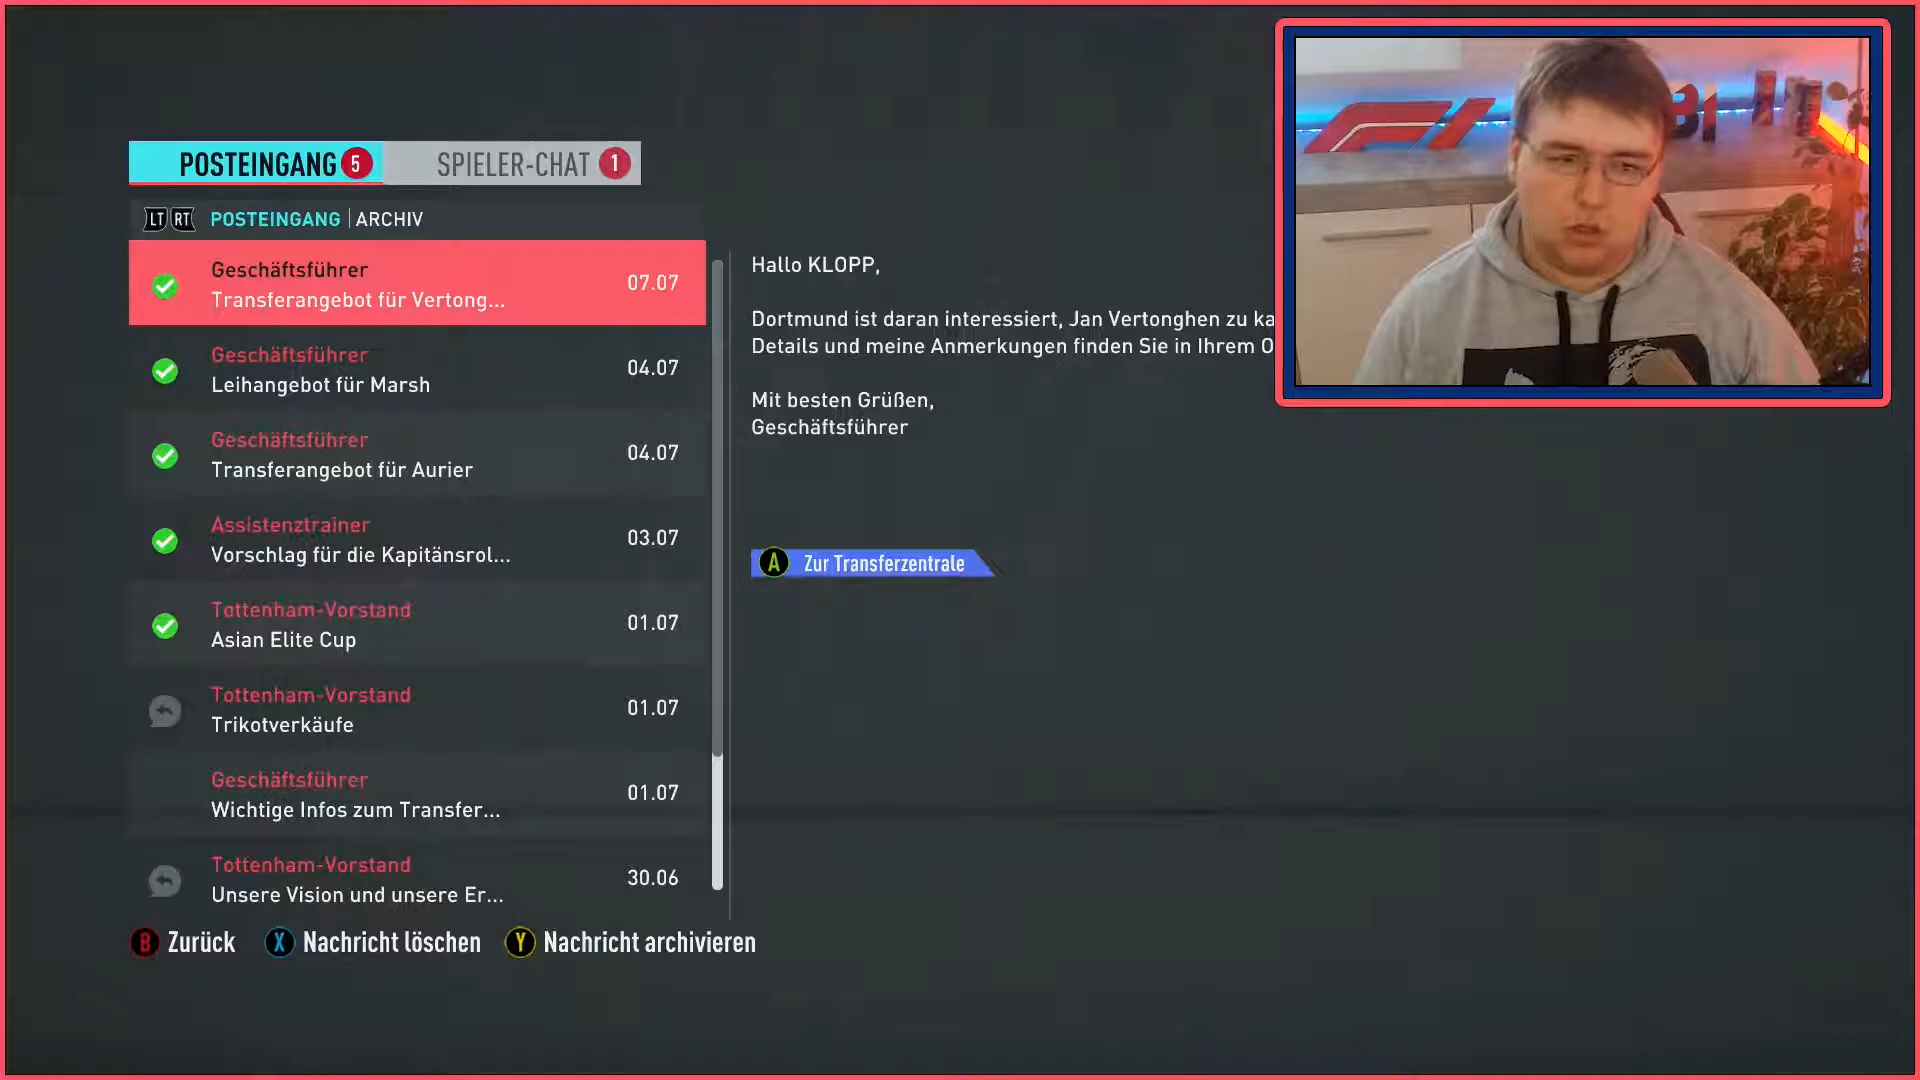 POSTEINGANG 5
SPIELER-CHAT 1
LT RT POSTEINGANG | ARCHIV
Geschäftsführer
Transferangebot für Vertong...
07.07
Geschäftsführer
Leihangebot für Marsh
04.07
Geschäftsführer
Transferangebot für Aurier
04.07
Assistenztrainer
Vorschlag für die Kapitänsrol...
03.07
Tottenham-Vorstand
Asian Elite Cup
01.07
Tottenham-Vorstand
Trikotverkäufe
01.07
Geschäftsführer
Wichtige Infos zum Transfer...
01.07
Tottenham-Vorstand
Unsere Vision und unsere Er...
30.06
Hallo KLOPP,
Dortmund ist daran interessiert, Jan Vertonghen zu ka
Details und meine Anmerkungen finden Sie in Ihrem O
Mit besten Grüßen,
Geschäftsführer
A Zur Transferzentrale
B Zurück X Nachricht löschen Y Nachricht archivieren